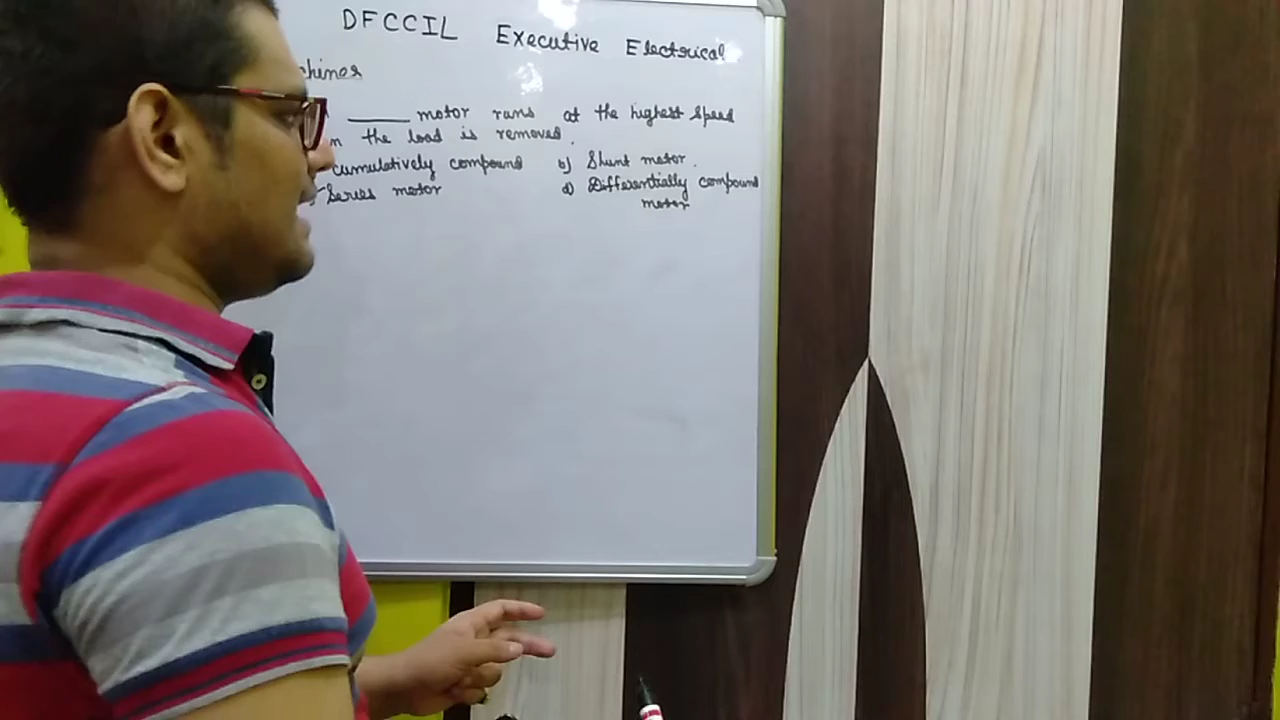 DFCCIL Executive Electrical
chines
____ motor runs at the highest speed
n the load is removed.
cumulatively compound b) Shunt motor.
Series motor d) Differentially compound
motor